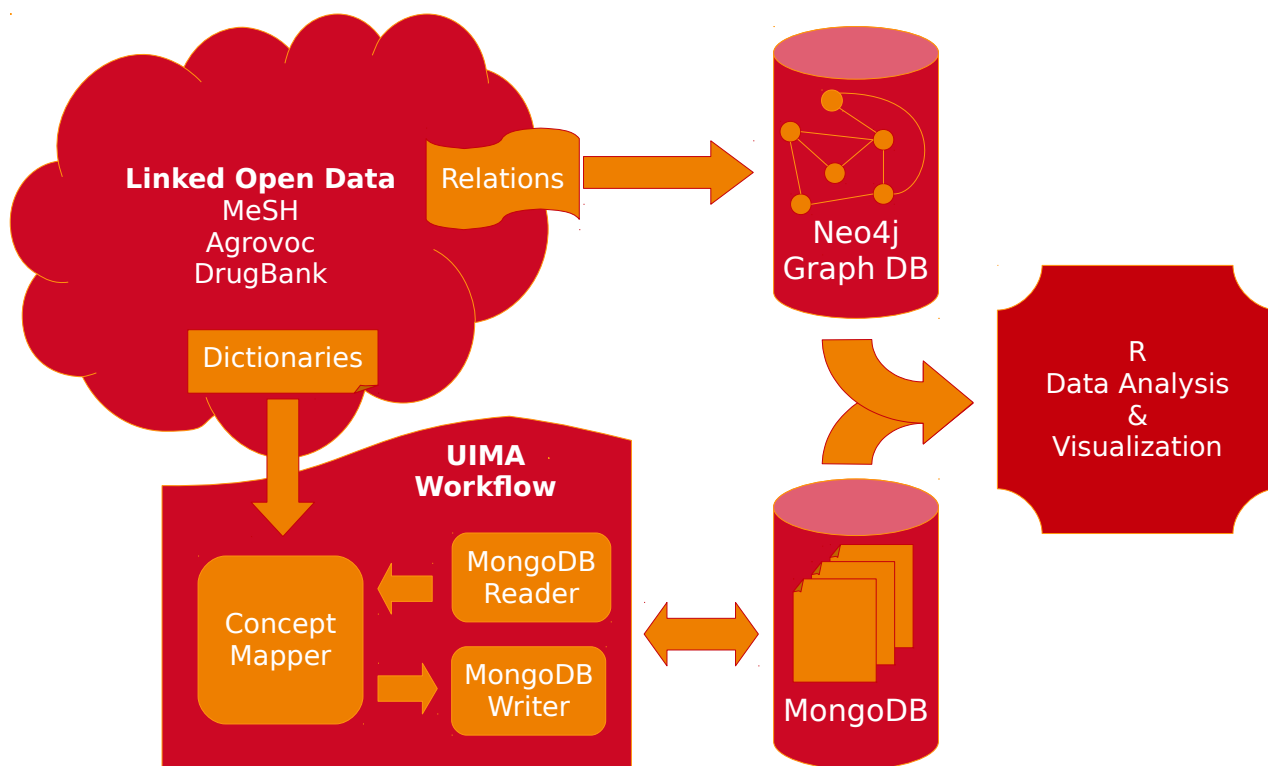 Linked Open Data
MeSH
Agrovoc
DrugBank
Relations
Dictionaries
Neo4j
Graph DB
R
Data Analysis
&
Visualization
UIMA
Workflow
Concept
Mapper
MongoDB
Reader
MongoDB
Writer
MongoDB